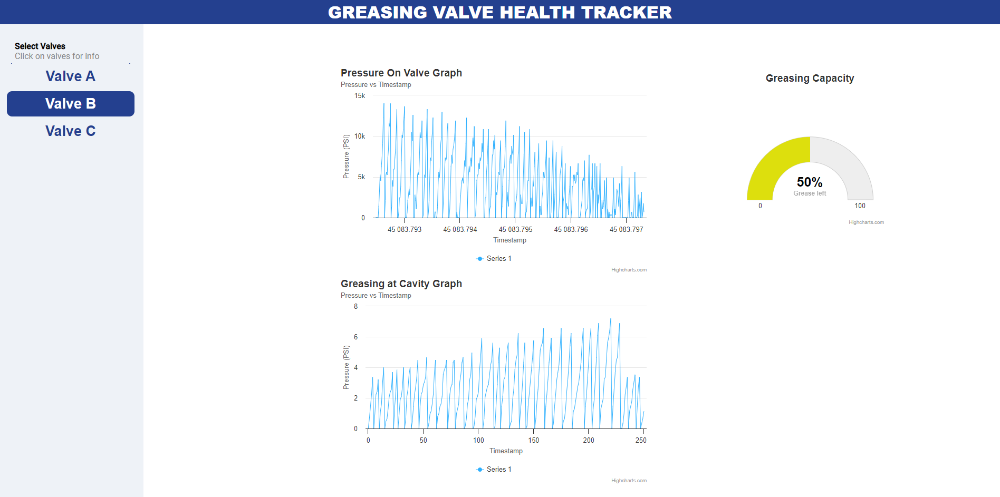 GREASING VALVE HEALTH TRACKER
Select Valves
Click on valves for info
Valve A
Valve B
Valve C
Pressure On Valve Graph
Pressure vs Timestamp
15k
10k
5k
0
Pressure (PSI)
45 083.793 45 083.794 45 083.795 45 083.796 45 083.797
Timestamp
Series 1
Highcharts.com
Greasing Capacity
50%
Grease left
0 100
Highcharts.com
Greasing at Cavity Graph
Pressure vs Timestamp
8
6
4
2
0
Pressure (PSI)
0 50 100 150 200 250
Timestamp
Series 1
Highcharts.com